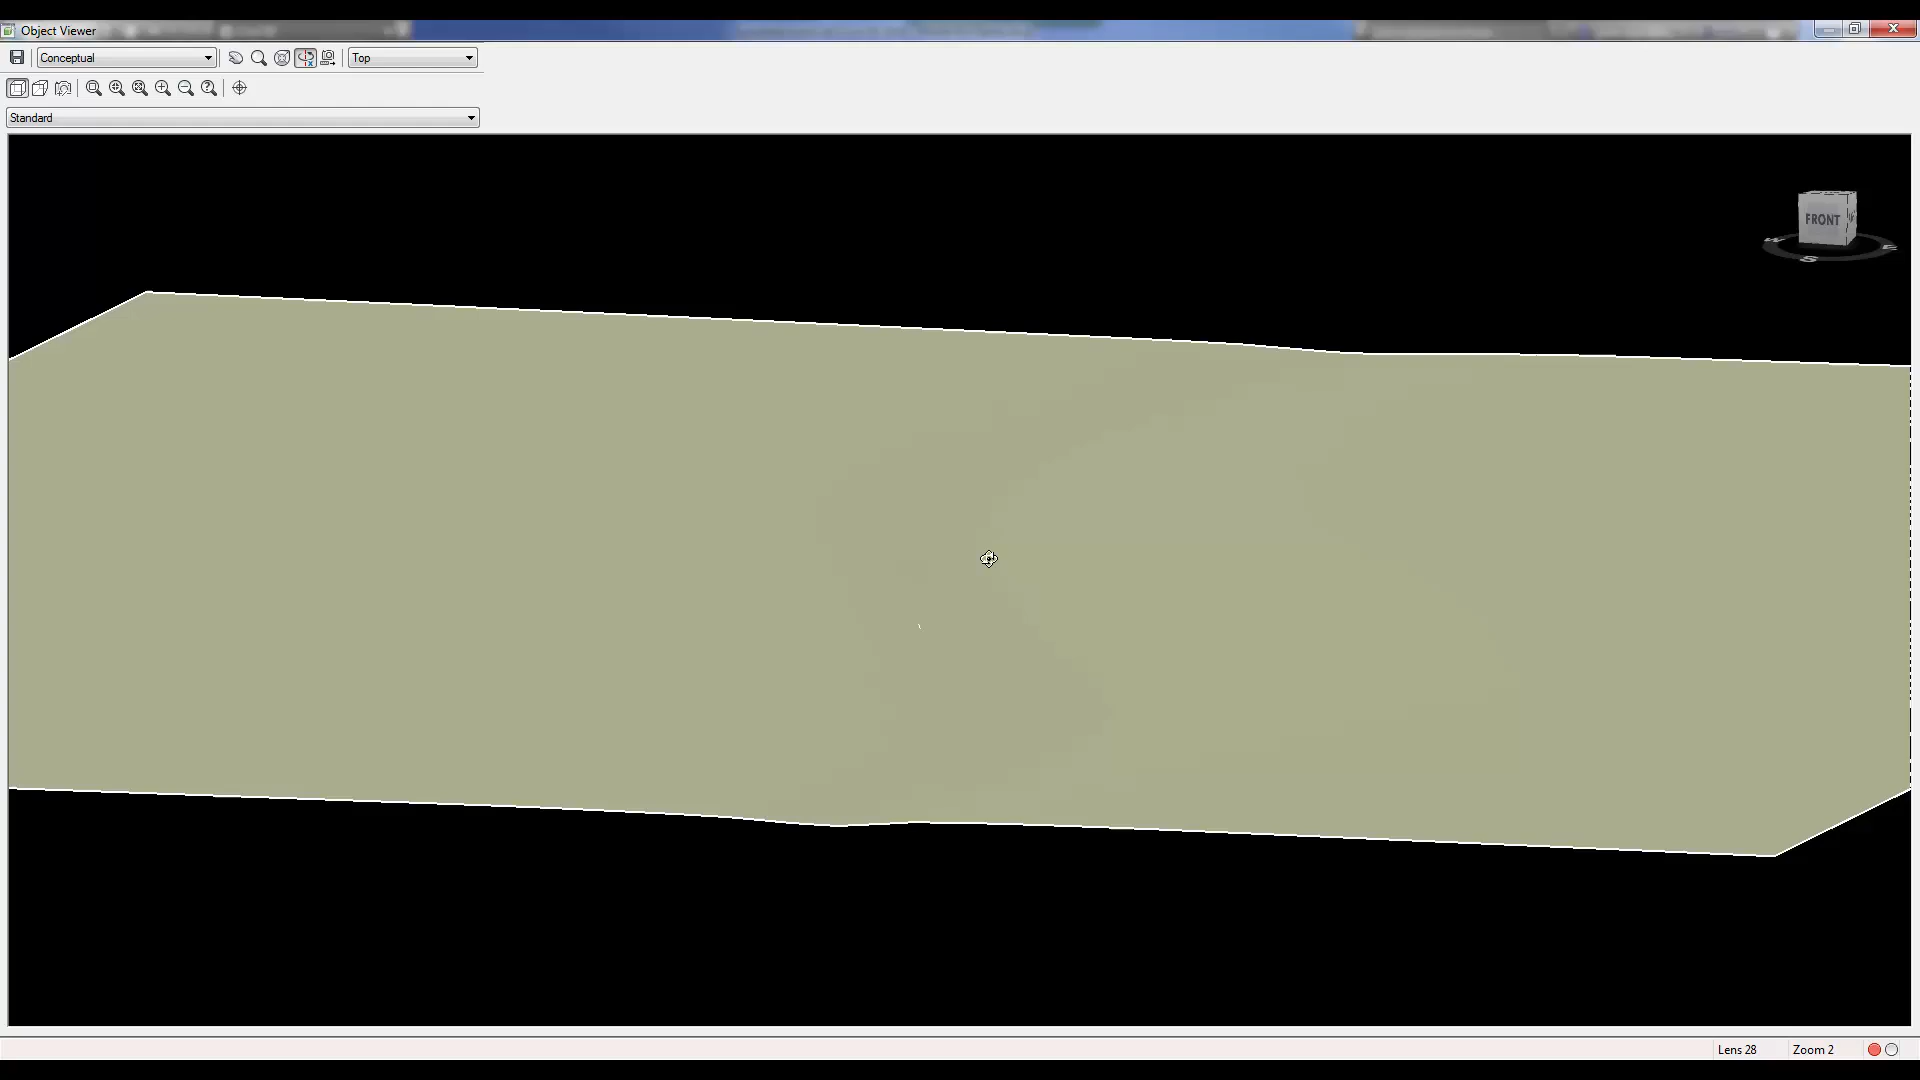 Object Viewer
Conceptual
Top
Standard
FRONT
W
S
E
Lens 28
Zoom 2